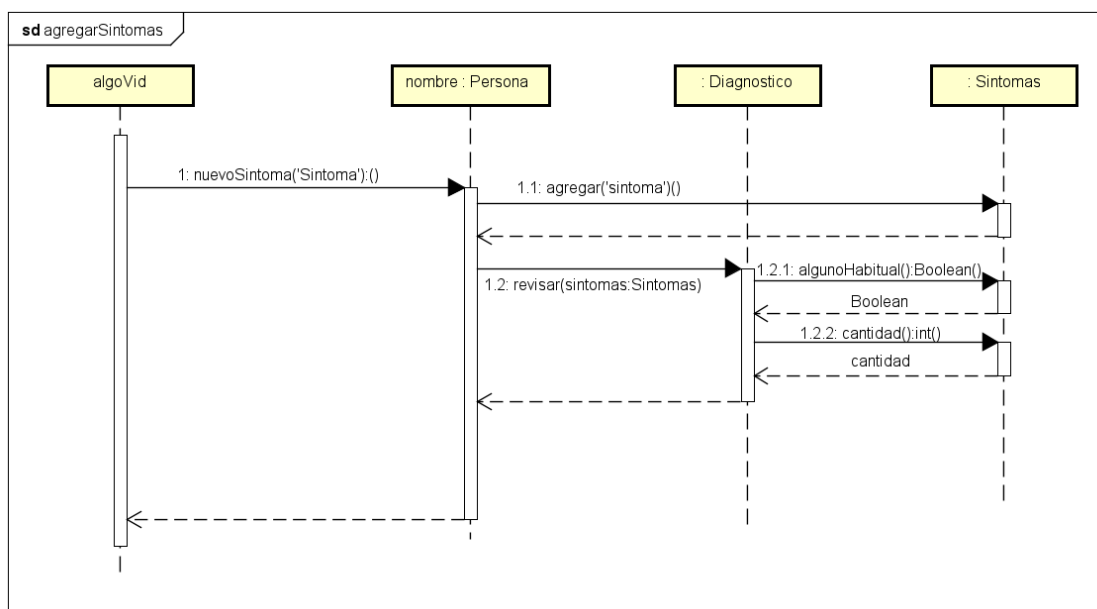 sd agregarSintomas
algoVid
nombre : Persona
: Diagnostico
: Sintomas
1: nuevoSintoma('Sintoma'):()
1.1: agregar('sintoma')()
1.2: revisar(sintomas:Sintomas)
1.2.1: algunoHabitual():Boolean()
Boolean
1.2.2: cantidad():int()
cantidad